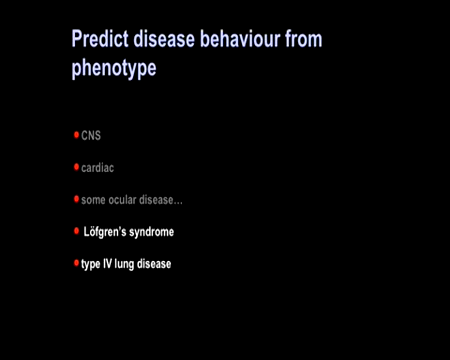 Predict disease behaviour from
phenotype
CNS
cardiac
some ocular disease...
Löfgren's syndrome
type IV lung disease